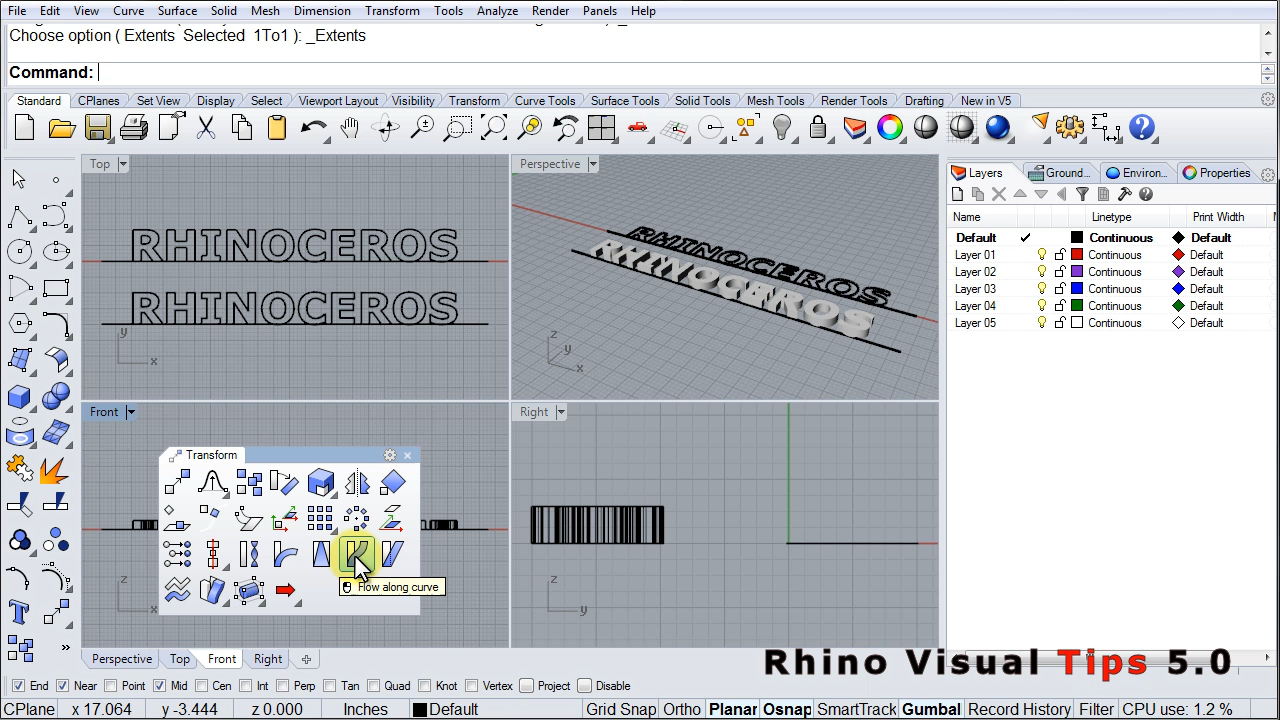 File Edit View Curve Surface Solid Mesh Dimension Transform Tools Analyze Render Panels Help
Choose option ( Extents Selected 1To1 ): _Extents
Command:
Standard CPlanes Set View Display Select Viewport Layout Visibility Transform Curve Tools Surface Tools Solid Tools Mesh Tools Render Tools Drafting New in V5
Top
RHINOCEROS
RHINOCEROS
y
x
Perspective
RHINOCEROS
RHINOCEROS
z
y
x
Layers Ground... Environ... Properties
Name Linetype Print Width
Default Continuous Default
Layer 01 Continuous Default
Layer 02 Continuous Default
Layer 03 Continuous Default
Layer 04 Continuous Default
Layer 05 Continuous Default
Front
Transform
Flow along curve
z
x
Right
z
y
Perspective Top Front Right
Rhino Visual Tips 5.0
End Near Point Mid Cen Int Perp Tan Quad Knot Vertex Project Disable
CPlane x 17.064 y -3.444 z 0.000 Inches Default Grid Snap Ortho Planar Osnap SmartTrack Gumbal Record History Filter CPU use: 1.2 %